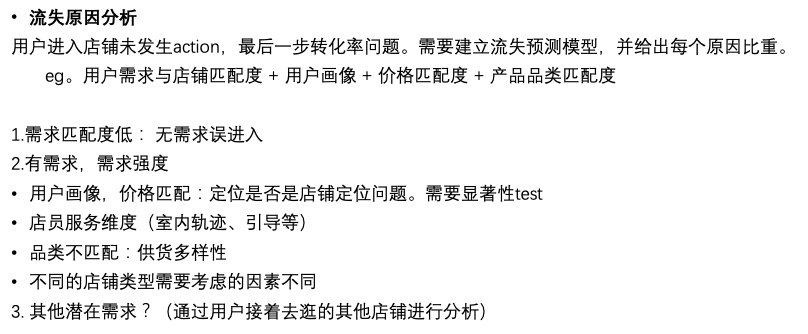 • 流失原因分析
用户进入店铺未发生action，最后一步转化率问题。需要建立流失预测模型，并给出每个原因比重。
eg。用户需求与店铺匹配度 + 用户画像 + 价格匹配度 + 产品品类匹配度
1.需求匹配度低： 无需求误进入
2.有需求，需求强度
• 用户画像，价格匹配：定位是否是店铺定位问题。需要显著性test
• 店员服务维度（室内轨迹、引导等）
• 品类不匹配：供货多样性
• 不同的店铺类型需要考虑的因素不同
3. 其他潜在需求？（通过用户接着去逛的其他店铺进行分析）